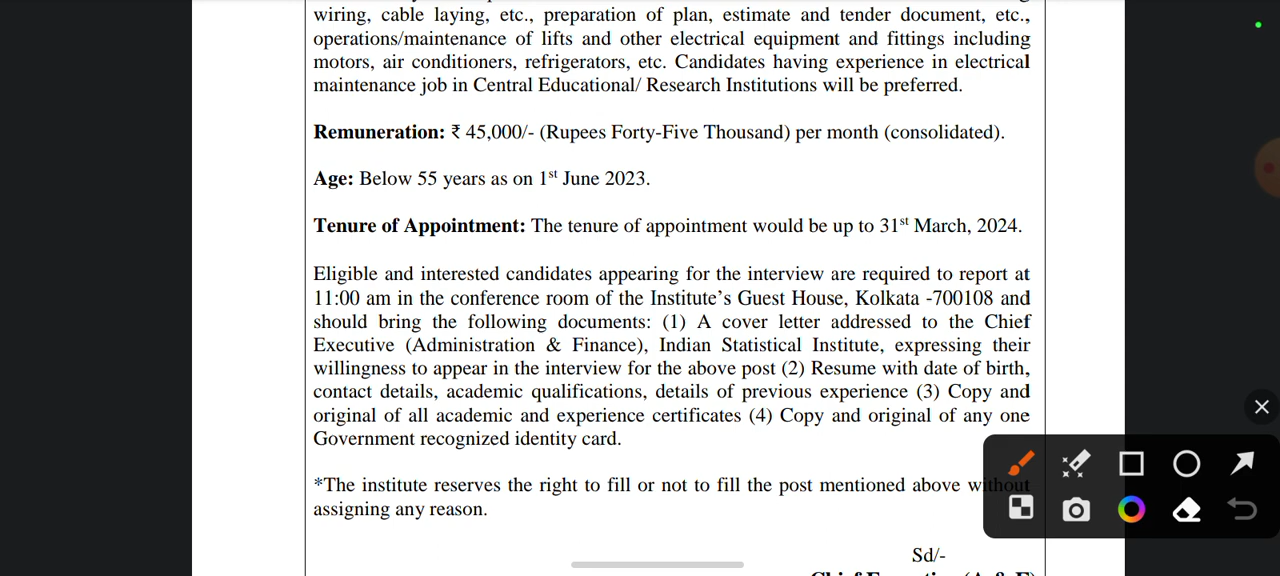 wiring, cable laying, etc., preparation of plan, estimate and tender document, etc.,
operations/maintenance of lifts and other electrical equipment and fittings including
motors, air conditioners, refrigerators, etc. Candidates having experience in electrical
maintenance job in Central Educational/ Research Institutions will be preferred.
Remuneration: ₹ 45,000/- (Rupees Forty-Five Thousand) per month (consolidated).
Age: Below 55 years as on 1st June 2023.
Tenure of Appointment: The tenure of appointment would be up to 31st March, 2024.
Eligible and interested candidates appearing for the interview are required to report at
11:00 am in the conference room of the Institute’s Guest House, Kolkata -700108 and
should bring the following documents: (1) A cover letter addressed to the Chief
Executive (Administration & Finance), Indian Statistical Institute, expressing their
willingness to appear in the interview for the above post (2) Resume with date of birth,
contact details, academic qualifications, details of previous experience (3) Copy and
original of all academic and experience certificates (4) Copy and original of any one
Government recognized identity card.
*The institute reserves the right to fill or not to fill the post mentioned above without
assigning any reason.
Sd/-